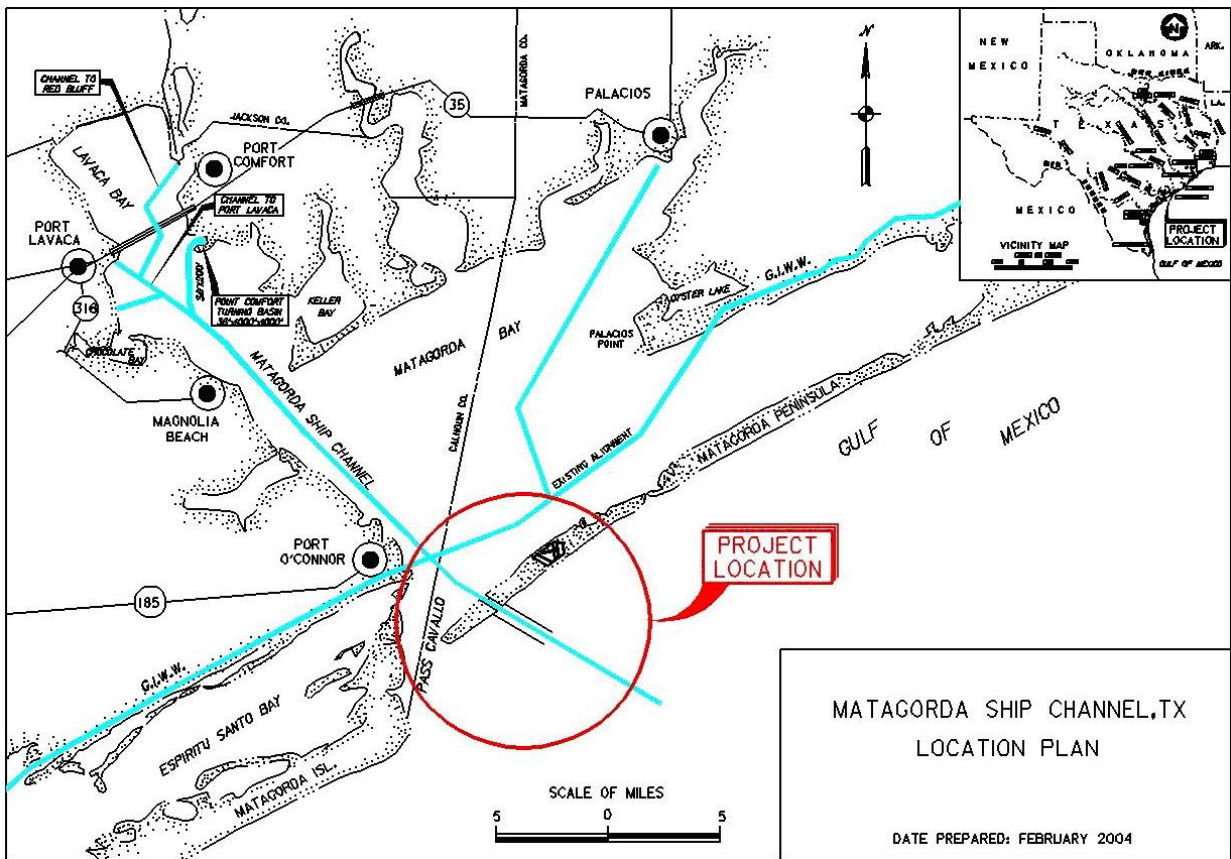 CHANNEL TO
RED BLUFF
JACKSON CO.
MATAGORDA CO.
35
PALACIOS
N
LAVACA BAY
PORT
COMFORT
CHANNEL TO
PORT LAVACA
PORT
LAVACA
316
38'X200'
POINT COMFORT
TURNING BASIN
KELLER
BAY
CHOCOLATE
BAY
MAGNOLIA
BEACH
MATAGORDA SHIP CHANNEL
MATAGORDA BAY
CALHOUN CO.
OYSTER LAKE
PALACIOS
POINT
G.I.W.W.
EXISTING ALIGNMENT
MATAGORDA PENINSULA
GULF OF MEXICO
PORT
O'CONNOR
185
PROJECT
LOCATION
PASS CAVALLO
G.I.W.W.
ESPIRITU SANTO BAY
MATAGORDA ISL.
SCALE OF MILES
5 0 5
MATAGORDA SHIP CHANNEL,TX
LOCATION PLAN
DATE PREPARED: FEBRUARY 2004
NEW
MEXICO
OKLAHOMA
ARK.
LA.
TEXAS
MEXICO
VICINITY MAP
PROJECT
LOCATION
GULF OF MEXICO